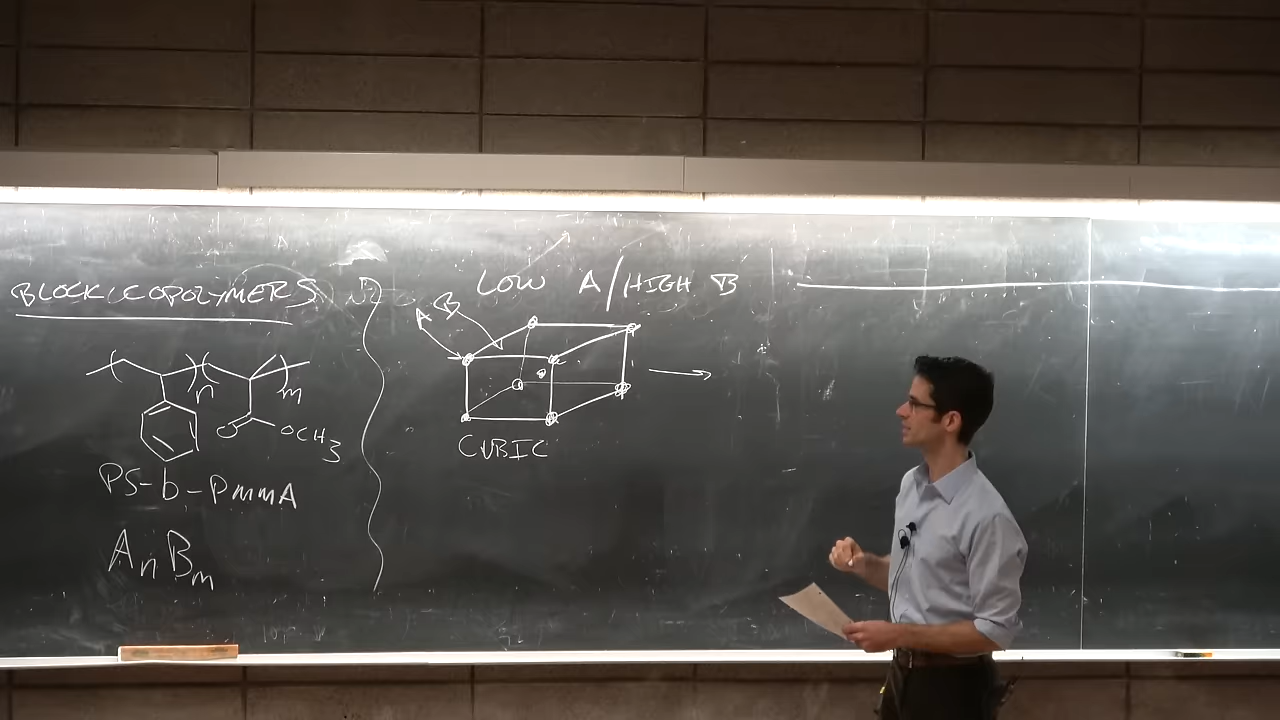 BLOCK COPOLYMERS
n
m
O
OCH3
PS-b-PMMA
AnBm
LOW A/HIGH B
A B
CUBIC